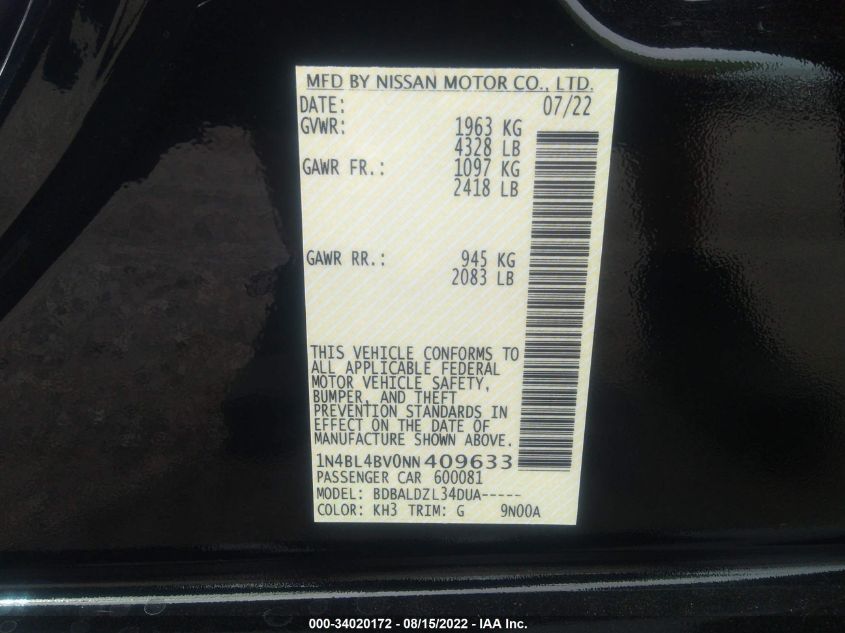 MFD BY NISSAN MOTOR CO., LTD.
DATE: 07/22
GVWR: 1963 KG
4328 LB
GAWR FR.: 1097 KG
2418 LB
GAWR RR.: 945 KG
2083 LB
THIS VEHICLE CONFORMS TO
ALL APPLICABLE FEDERAL
MOTOR VEHICLE SAFETY,
BUMPER, AND THEFT
PREVENTION STANDARDS IN
EFFECT ON THE DATE OF
MANUFACTURE SHOWN ABOVE.
1N4BL4BV0NN409633
PASSENGER CAR 600081
MODEL: BDBALDZL34DUA-----
COLOR: KH3 TRIM: G 9N00A
000-34020172 - 08/15/2022 - IAA Inc.